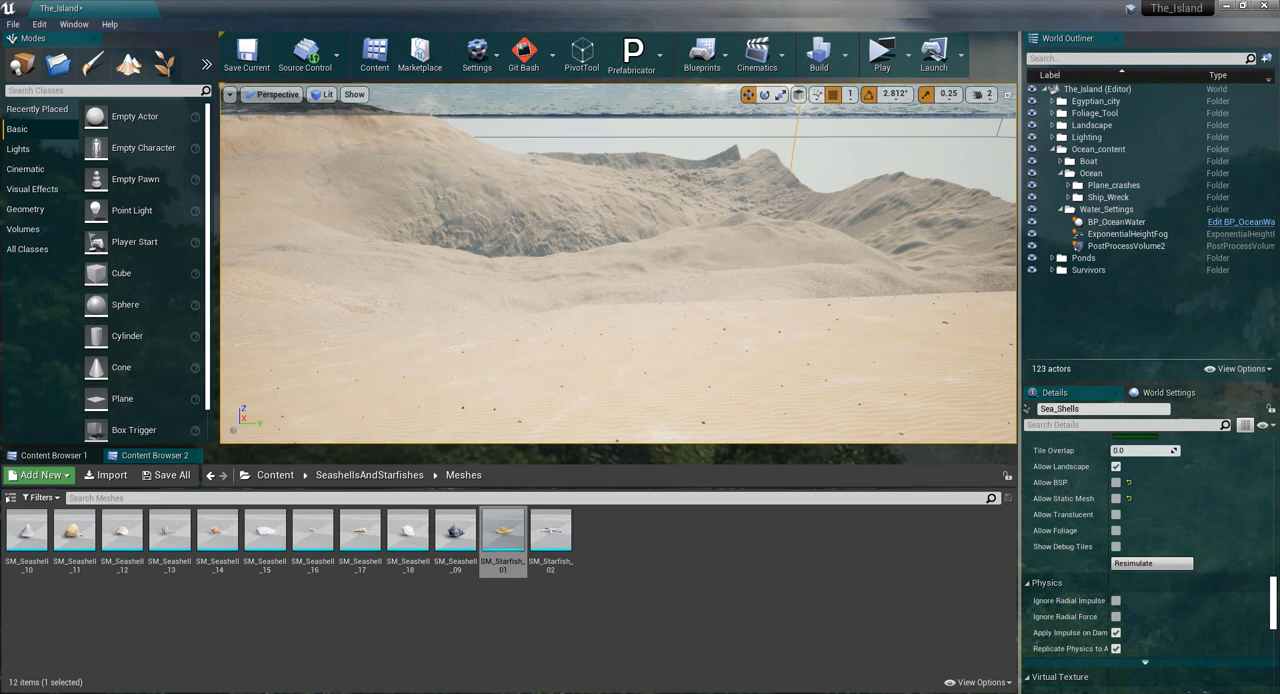 The_Island•
The_Island
File Edit Window Help
Modes
Search Classes
Recently Placed
Basic
Lights
Cinematic
Visual Effects
Geometry
Volumes
All Classes
Empty Actor
Empty Character
Empty Pawn
Point Light
Player Start
Cube
Sphere
Cylinder
Cone
Plane
Box Trigger
Save Current
Source Control
Content
Marketplace
Settings
Git Bash
PivotTool
P
Prefabricator
Blueprints
Cinematics
Build
Play
Launch
Perspective
Lit
Show
1
2.812°
0.25
2
Z
X
Y
World Outliner
Search...
Label Type
The_Island (Editor) World
Egyptian_city Folder
Foliage_Tool Folder
Landscape Folder
Lighting Folder
Ocean_content Folder
Boat Folder
Ocean Folder
Plane_crashes Folder
Ship_Wreck Folder
Water_Settings Folder
BP_OceanWater Edit BP_OceanWa
ExponentialHeightFog ExponentialHeightF
PostProcessVolume2 PostProcessVolum
Ponds Folder
Survivors Folder
123 actors
View Options
Details
World Settings
Sea_Shells
Search Details
Tile Overlap 0.0
Allow Landscape
Allow BSP
Allow Static Mesh
Allow Translucent
Allow Foliage
Show Debug Tiles
Resimulate
Physics
Ignore Radial Impulse
Ignore Radial Force
Apply Impulse on Dam
Replicate Physics to A
Virtual Texture
Content Browser 1
Content Browser 2
Add New
Import
Save All
Content
SeashellsAndStarfishes
Meshes
Filters
Search Meshes
SM_Seashell_10
SM_Seashell_11
SM_Seashell_12
SM_Seashell_13
SM_Seashell_14
SM_Seashell_15
SM_Seashell_16
SM_Seashell_17
SM_Seashell_18
SM_Seashell_09
SM_Starfish_01
SM_Starfish_02
12 items (1 selected)
View Options